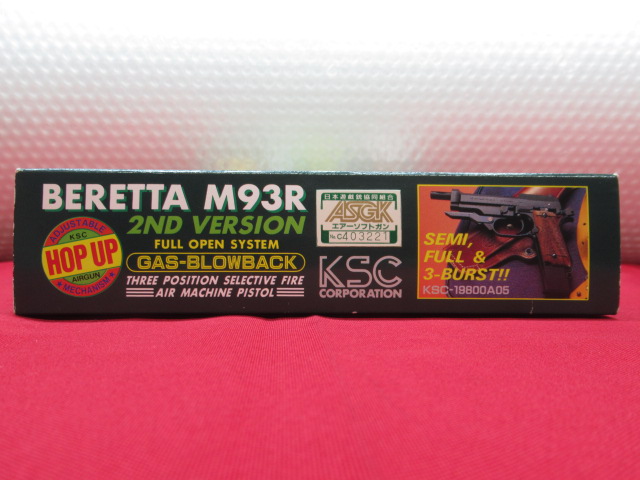 BERETTA M93R
2ND VERSION
FULL OPEN SYSTEM
GAS-BLOWBACK
THREE POSITION SELECTIVE FIRE
AIR MACHINE PISTOL
ADJUSTABLE
KSC
HOP UP
AIRGUN
MECHANISM
日本遊戯銃協同組合
ASGK
エアーソフトガン
No.C403221
KSC
CORPORATION
SEMI,
FULL &
3-BURST!!
KSC-19800A05